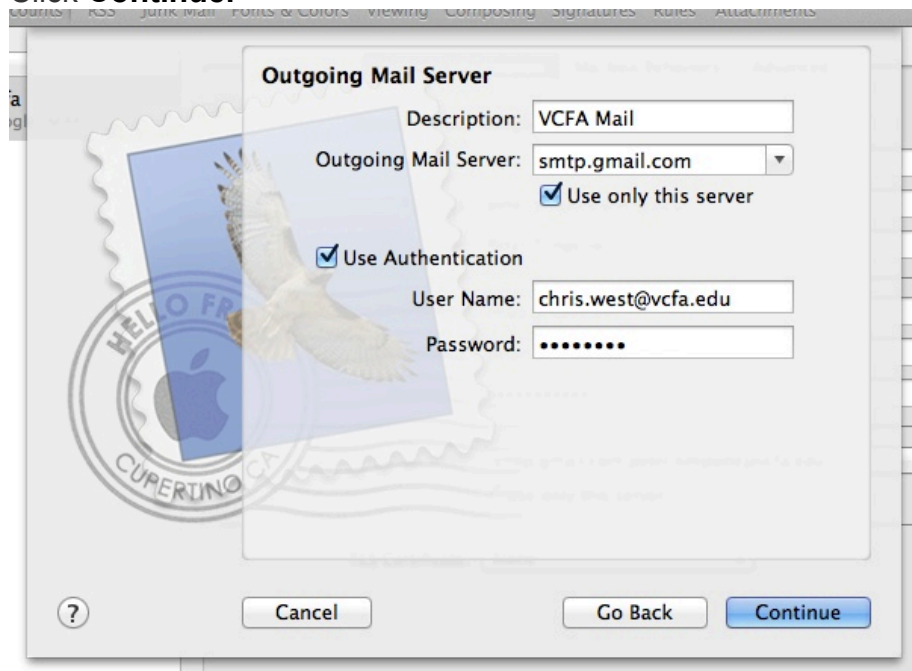 Click Continue.
counts RSS Junk Mail Fonts & Colors Viewing Composing Signatures Rules Attachments
Outgoing Mail Server
Description: VCFA Mail
Outgoing Mail Server: smtp.gmail.com
Use only this server
Use Authentication
User Name: chris.west@vcfa.edu
Password: ••••••••
HELLO FR
CUPERTINO CA
? Cancel Go Back Continue